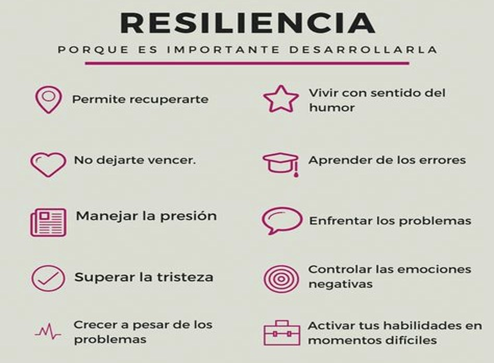 RESILIENCIA
PORQUE ES IMPORTANTE DESARROLLARLA
Permite recuperarte
No dejarte vencer.
Manejar la presión
Superar la tristeza
Crecer a pesar de los
problemas
Vivir con sentido del
humor
Aprender de los errores
Enfrentar los problemas
Controlar las emociones
negativas
Activar tus habilidades en
momentos difíciles